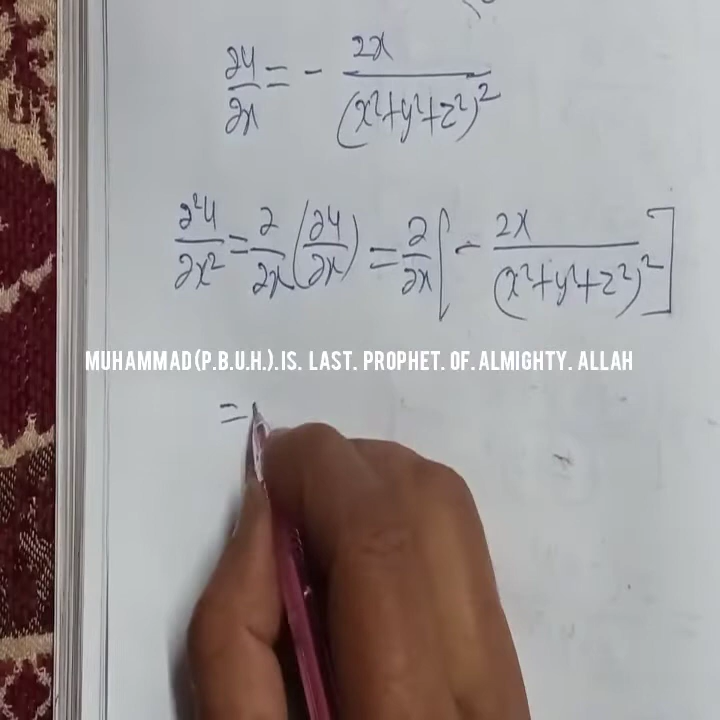 ∂u/∂x = - 2x/(x²+y²+z²)²
∂²u/∂x² = ∂/∂x (∂u/∂x) = ∂/∂x [- 2x/(x²+y²+z²)²]
MUHAMMAD(P.B.U.H.).IS. LAST. PROPHET. OF. ALMIGHTY. ALLAH
=